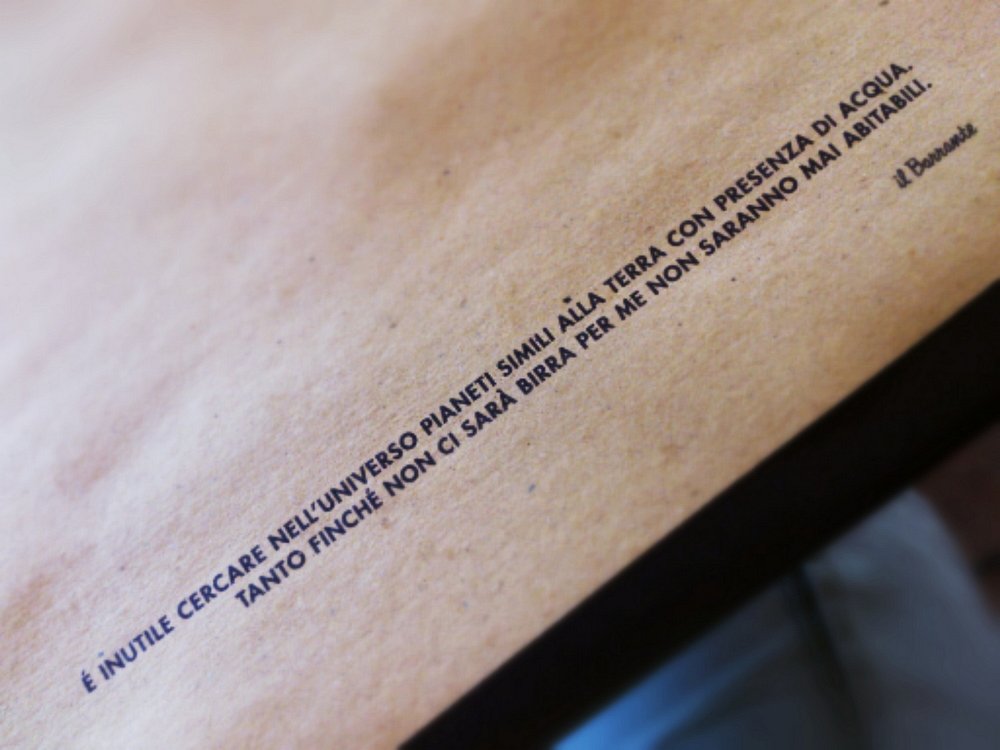 É INUTILE CERCARE NELL'UNIVERSO PIANETI SIMILI ALLA TERRA CON PRESENZA DI ACQUA.
TANTO FINCHÉ NON CI SARÀ BIRRA PER ME NON SARANNO MAI ABITABILI.
il Barrante